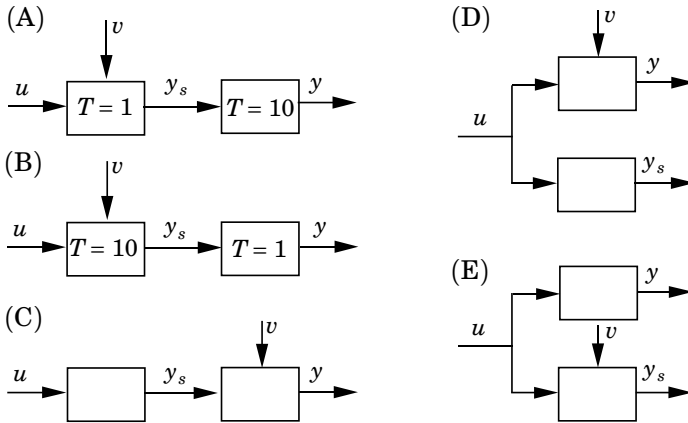 (A)
v
u
T = 1
y_s
T = 10
y
(B)
v
u
T = 10
y_s
T = 1
y
(C)
v
u
y_s
y
(D)
v
y
u
y_s
(E)
y
v
u
y_s